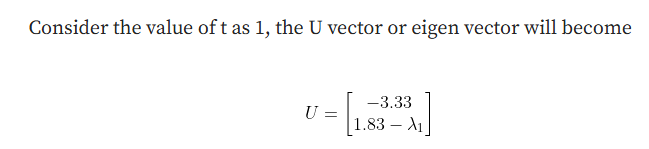 Consider the value of t as 1, the U vector or eigen vector will become
U = [ −3.33
1.83 − λ₁ ]